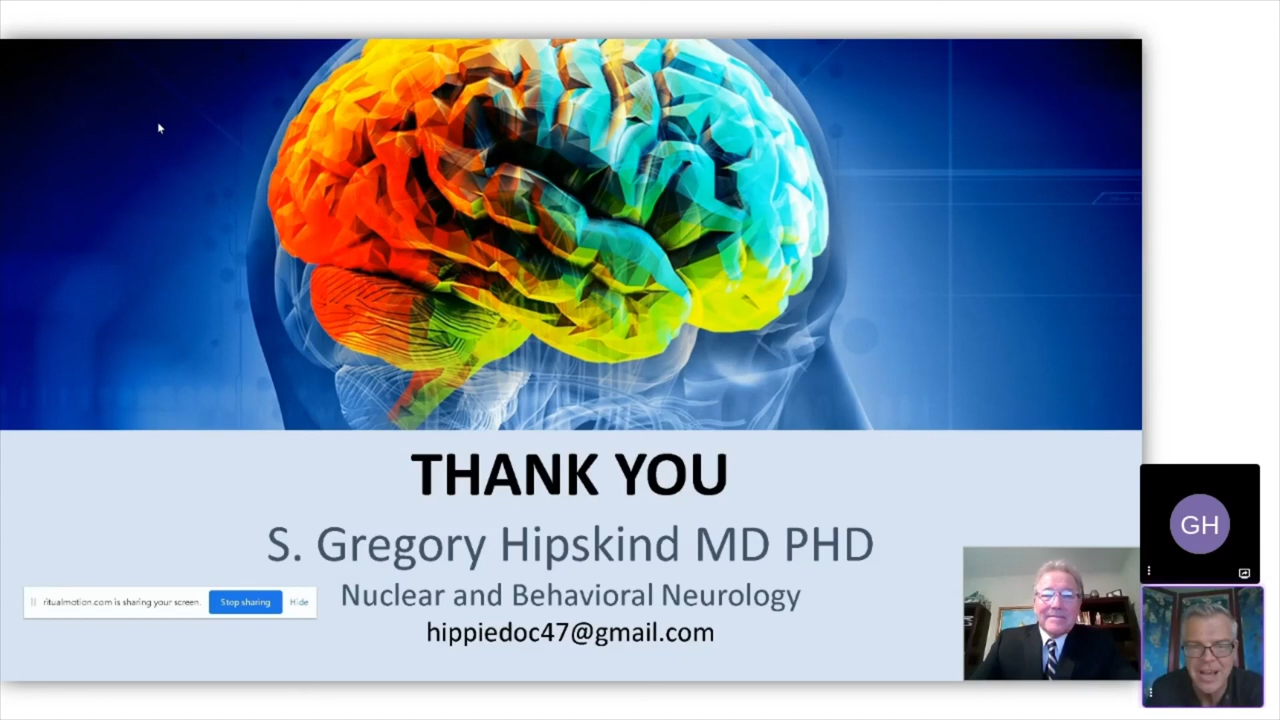 THANK YOU
S. Gregory Hipskind MD PHD
Nuclear and Behavioral Neurology
hippiedoc47@gmail.com
ritualmotion.com is sharing your screen.
Stop sharing
Hide
GH